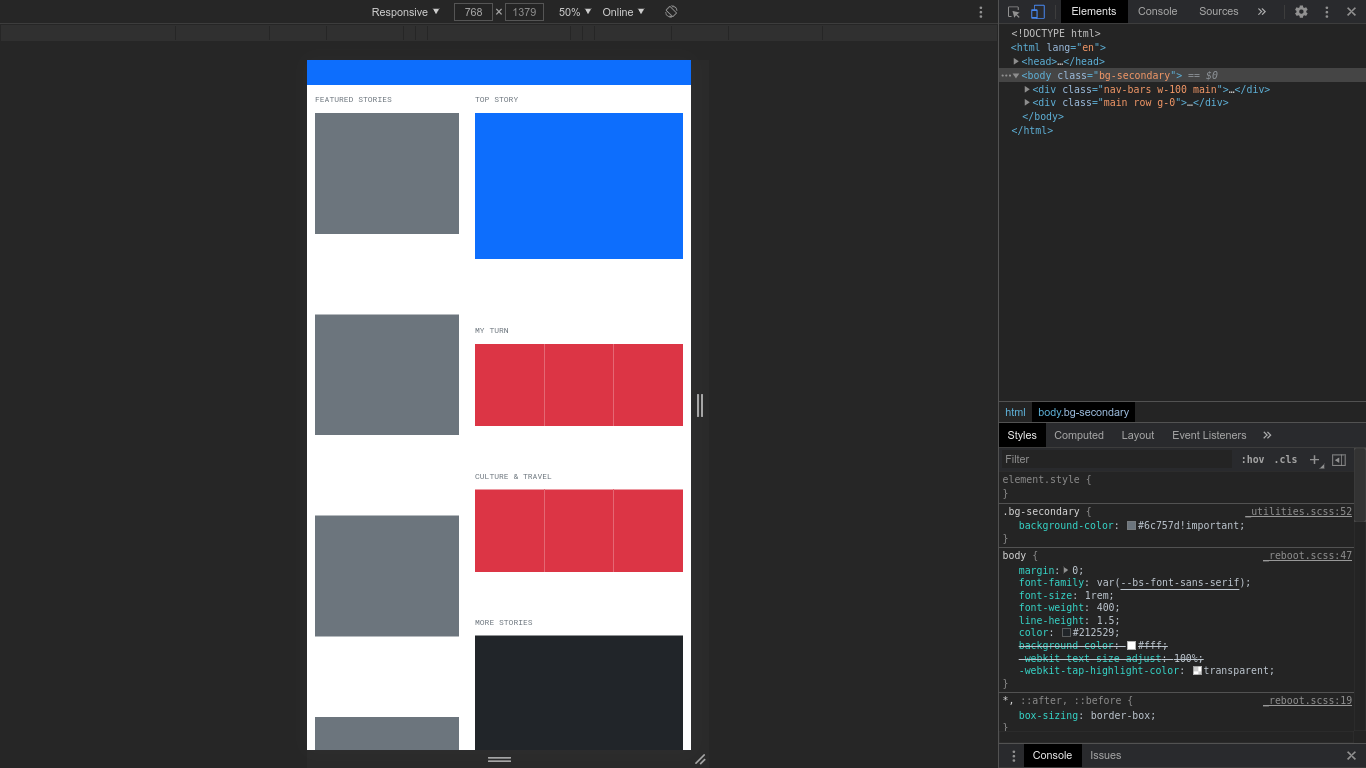 Responsive 768 × 1379 50% Online
FEATURED STORIES
TOP STORY
MY TURN
CULTURE & TRAVEL
MORE STORIES
Elements Console Sources »
<!DOCTYPE html>
<html lang="en">
<head>…</head>
<body class="bg-secondary"> == $0
<div class="nav-bars w-100 main">…</div>
<div class="main row g-0">…</div>
</body>
</html>
html body.bg-secondary
Styles Computed Layout Event Listeners »
Filter :hov .cls +
element.style {
}
.bg-secondary { _utilities.scss:52
background-color: #6c757d!important;
}
body { _reboot.scss:47
margin: 0;
font-family: var(--bs-font-sans-serif);
font-size: 1rem;
font-weight: 400;
line-height: 1.5;
color: #212529;
background-color: #fff;
-webkit-text-size-adjust: 100%;
-webkit-tap-highlight-color: transparent;
}
*, ::after, ::before { _reboot.scss:19
box-sizing: border-box;
}
Console Issues